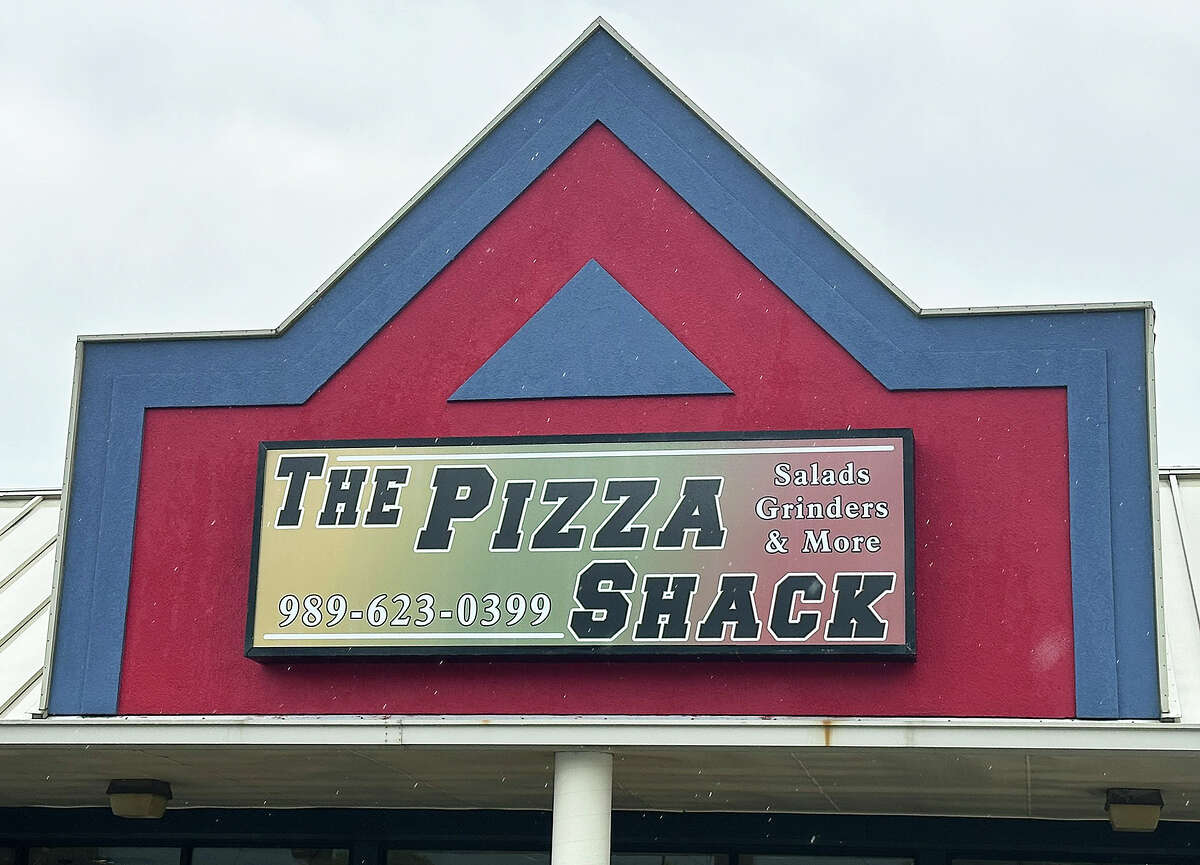 The Pizza
Shack
Salads
Grinders
& More
989-623-0399